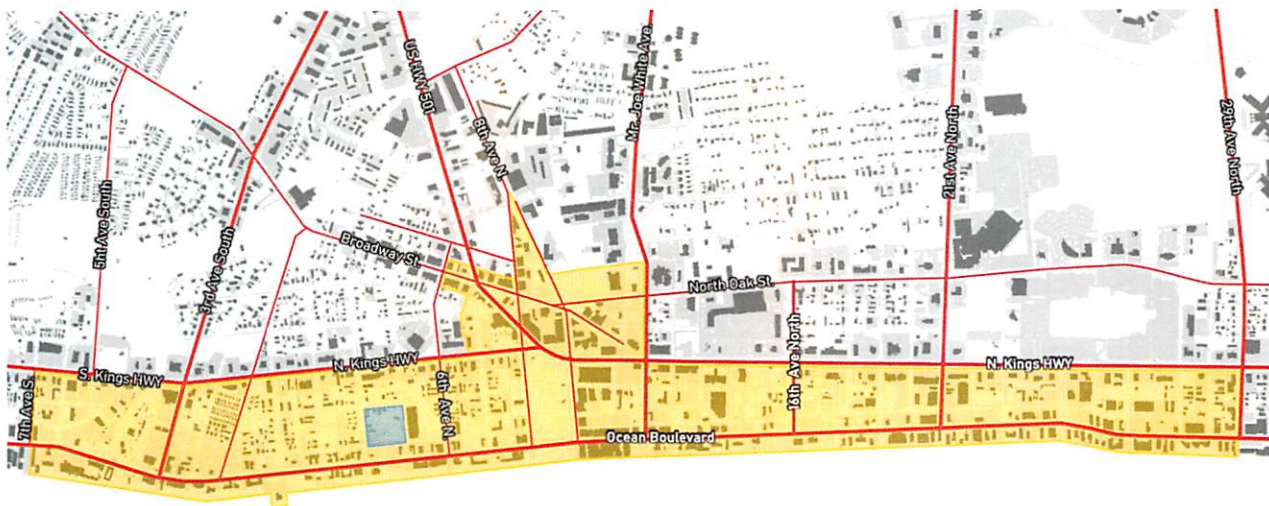 US HWY 501
8th Ave N.
Mr. Joe White Ave.
21st Ave North
29th Ave North
5th Ave South
3rd Ave South
Broadway St.
North Oak St.
16th Ave North
S. Kings HWY
N. Kings HWY
N. Kings HWY
7th Ave S.
6th Ave N
Ocean Boulevard